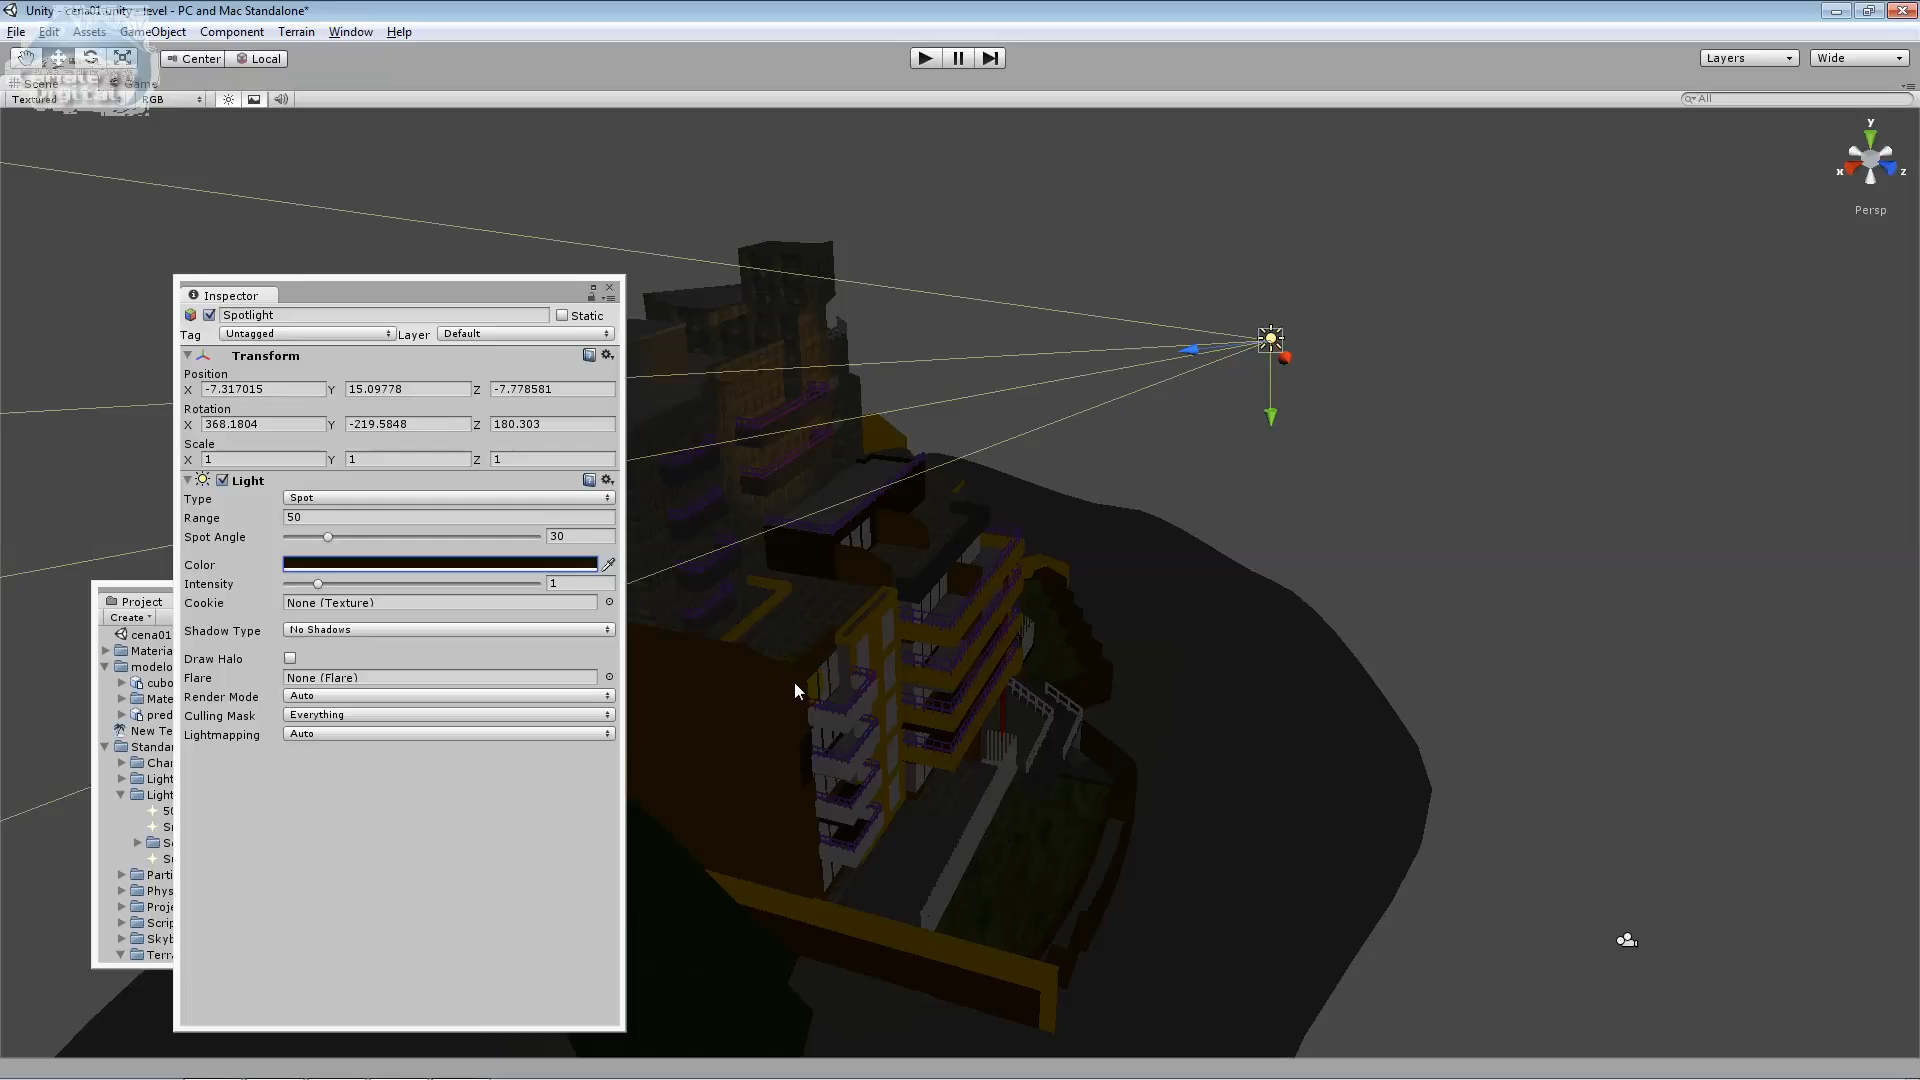 Unity - cena01.unity - level - PC and Mac Standalone*
File Edit Assets GameObject Component Terrain Window Help
Center Local Layers Wide
Scene Game
Textured RGB All
y
x z
Persp
Inspector
Spotlight Static
Tag Untagged Layer Default
Transform
Position
X -7.317015 Y 15.09778 Z -7.778581
Rotation
X 368.1804 Y -219.5848 Z 180.303
Scale
X 1 Y 1 Z 1
Light
Type Spot
Range 50
Spot Angle 30
Color
Intensity 1
Cookie None (Texture)
Shadow Type No Shadows
Draw Halo
Flare None (Flare)
Render Mode Auto
Culling Mask Everything
Lightmapping Auto
Project
Create
cena01
Materia
modelo
cubo
Mate
pred
New Te
Standar
Char
Light
Light
Parti
Phys
Proje
Scrip
Skyb
Terra